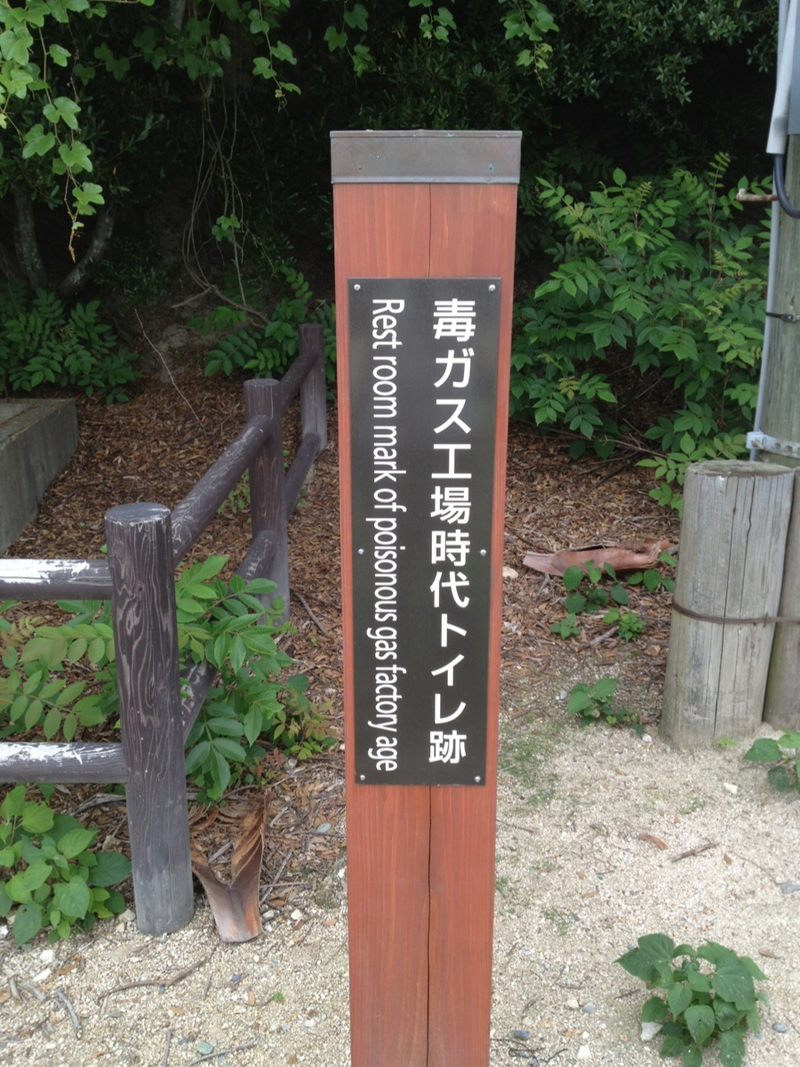 毒ガス工場時代トイレ跡
Rest room mark of poisonous gas factory age